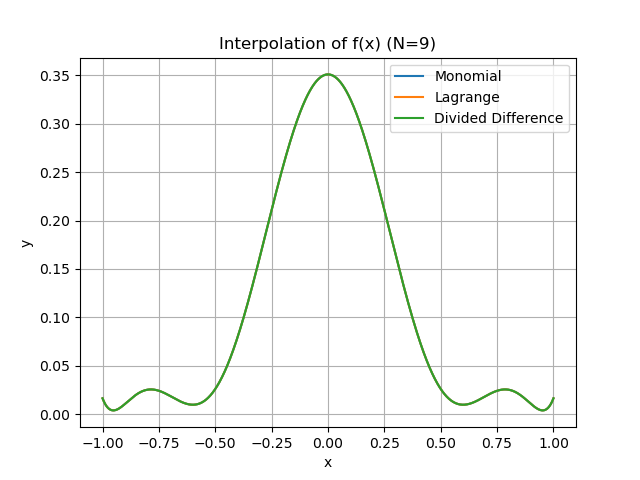 Interpolation of f(x) (N=9)
Monomial
Lagrange
Divided Difference
0.35
0.30
0.25
0.20
0.15
0.10
0.05
0.00
y
−1.00 −0.75 −0.50 −0.25 0.00 0.25 0.50 0.75 1.00
x